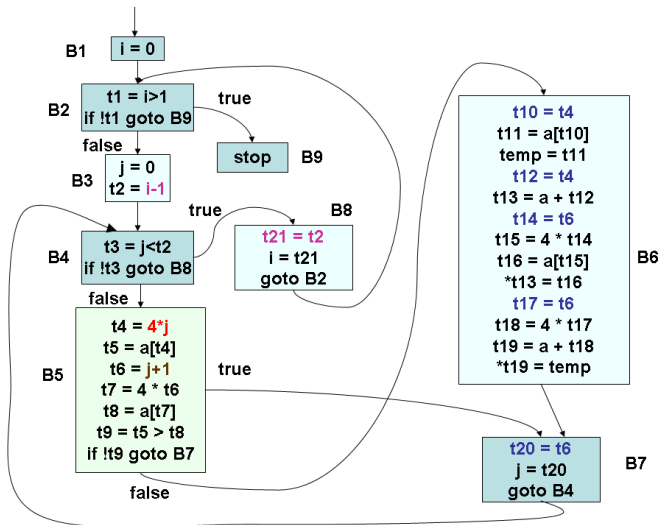 B1
i = 0
B2
t1 = i>1
if !t1 goto B9
true
false
stop
B9
B3
j = 0
t2 = i-1
true
B8
B4
t3 = j<t2
if !t3 goto B8
t21 = t2
i = t21
goto B2
false
B5
t4 = 4*j
t5 = a[t4]
t6 = j+1
t7 = 4 * t6
t8 = a[t7]
t9 = t5 > t8
if !t9 goto B7
true
false
t10 = t4
t11 = a[t10]
temp = t11
t12 = t4
t13 = a + t12
t14 = t6
t15 = 4 * t14
t16 = a[t15]
*t13 = t16
t17 = t6
t18 = 4 * t17
t19 = a + t18
*t19 = temp
B6
t20 = t6
j = t20
goto B4
B7